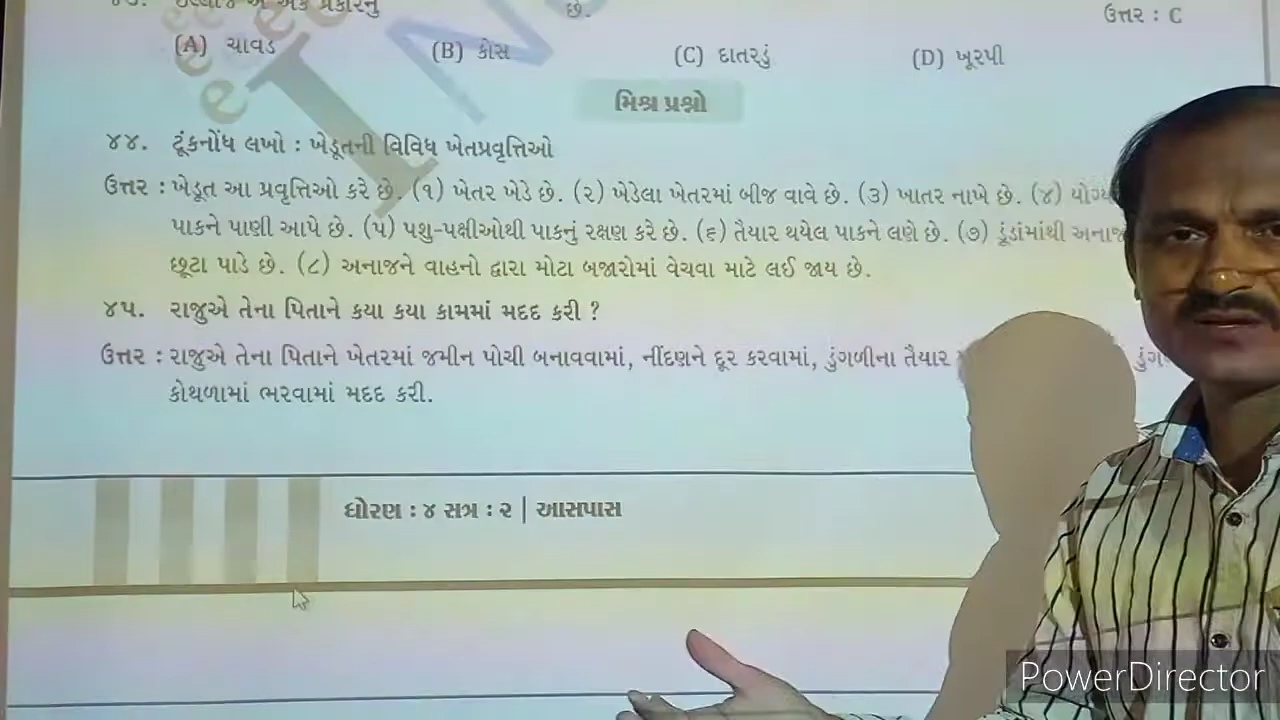 છે.
ઉત્તર : C
(A) ચાવડ (B) કોસ (C) દાતરડું (D) ખૂરપી
મિશ્ર પ્રશ્નો
૪૪. ટૂંકનોંધ લખો : ખેડૂતની વિવિધ ખેતપ્રવૃત્તિઓ
ઉત્તર : ખેડૂત આ પ્રવૃત્તિઓ કરે છે. (૧) ખેતર ખેડે છે. (૨) ખેડેલા ખેતરમાં બીજ વાવે છે. (૩) ખાતર નાખે છે. (૪)
પાકને પાણી આપે છે. (૫) પશુ-પક્ષીઓથી પાકનું રક્ષણ કરે છે. (૬) તૈયાર થયેલ પાકને લણે છે. (૭) ડૂંડાંમાંથી
છૂટા પાડે છે. (૮) અનાજને વાહનો દ્વારા મોટા બજારોમાં વેચવા માટે લઈ જાય છે.
૪૫. રાજુએ તેના પિતાને કયા કયા કામમાં મદદ કરી ?
ઉત્તર : રાજુએ તેના પિતાને ખેતરમાં જમીન પોચી બનાવવામાં, નીંદણને દૂર કરવામાં, ડુંગળીના તૈયાર
કોથળામાં ભરવામાં મદદ કરી.
ધોરણ : ૪ સત્ર : ૨ | આસપાસ
PowerDirector